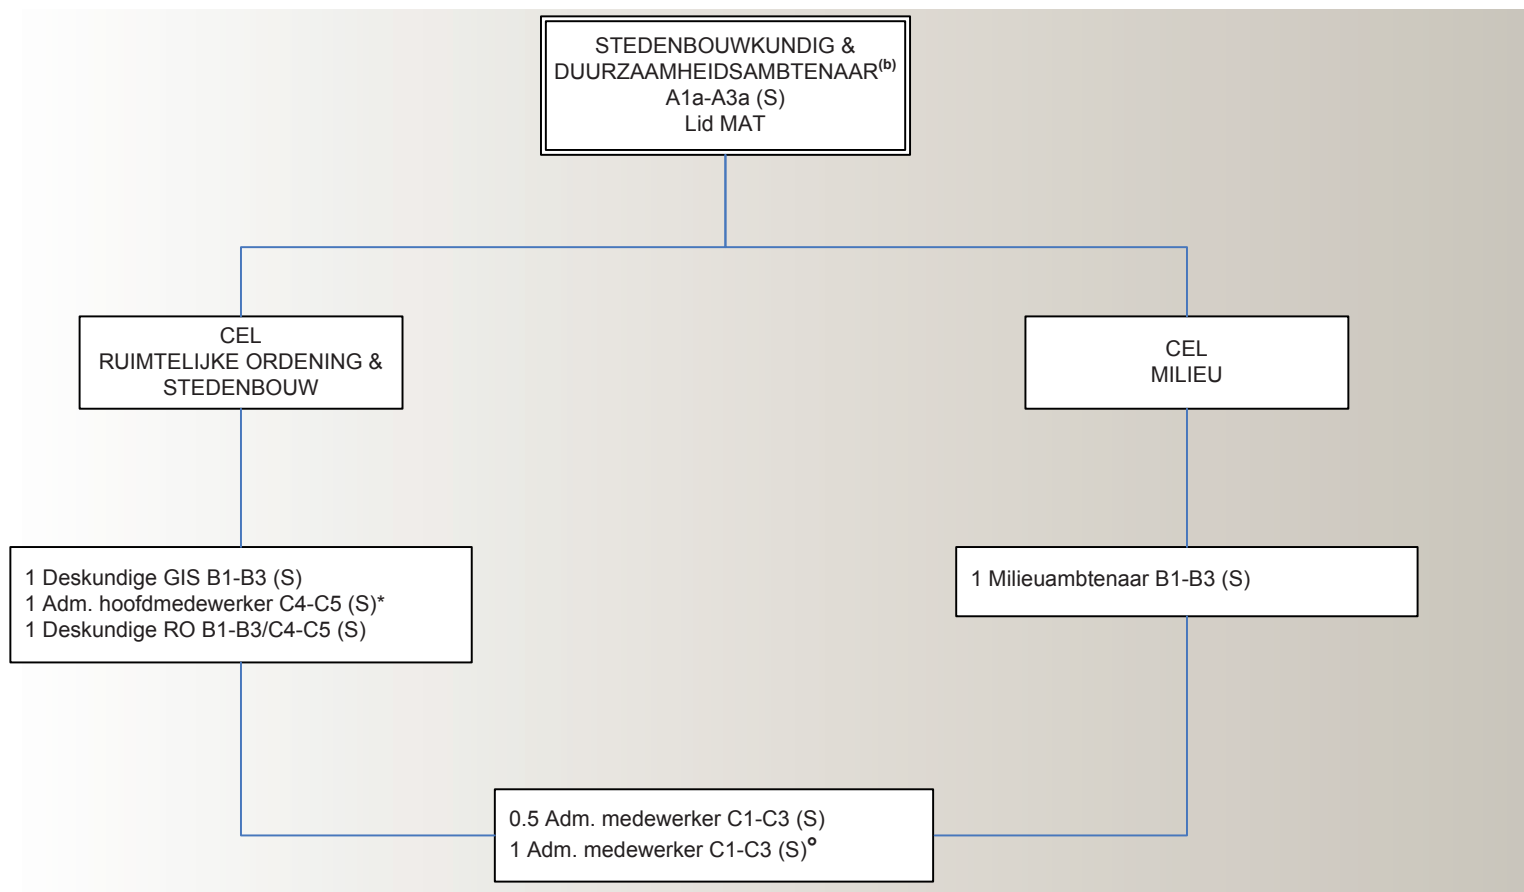 STEDENBOUWKUNDIG &
DUURZAAMHEIDSAMBTENAAR(b)
A1a-A3a (S)
Lid MAT
CEL
RUIMTELIJKE ORDENING &
STEDENBOUW
CEL
MILIEU
1 Deskundige GIS B1-B3 (S)
1 Adm. hoofdmedewerker C4-C5 (S)*
1 Deskundige RO B1-B3/C4-C5 (S)
1 Milieuambtenaar B1-B3 (S)
0.5 Adm. medewerker C1-C3 (S)
1 Adm. medewerker C1-C3 (S)°